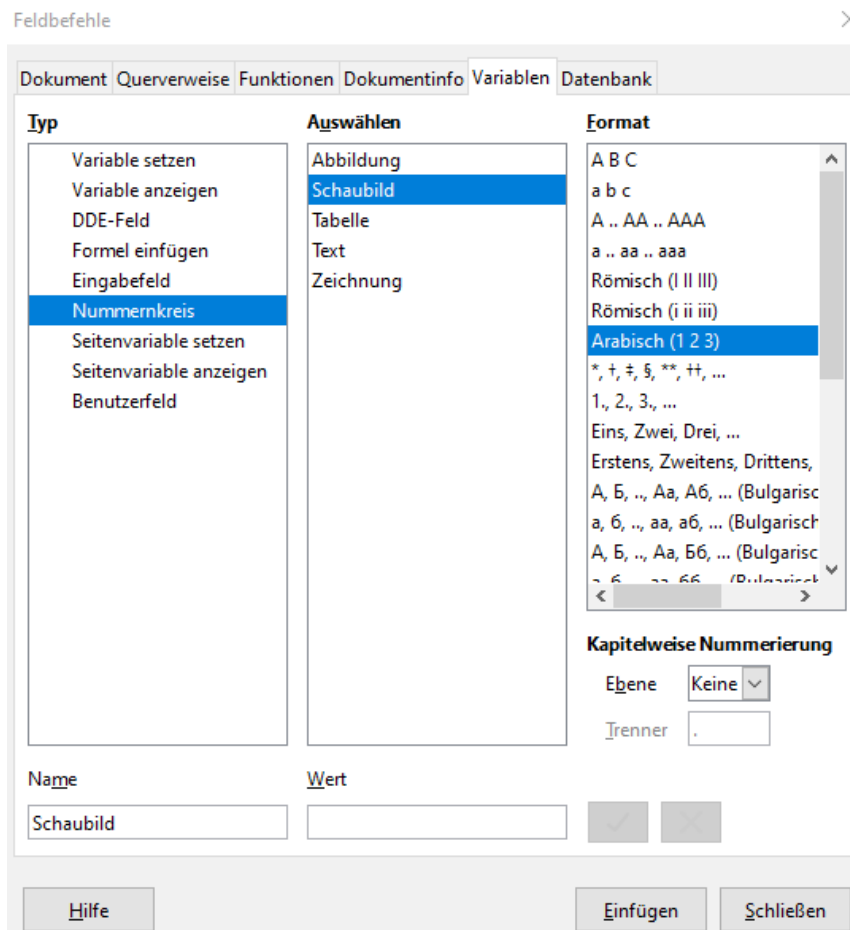 Feldbefehle
Dokument Querverweise Funktionen Dokumentinfo Variablen Datenbank
Typ
Variable setzen
Variable anzeigen
DDE-Feld
Formel einfügen
Eingabefeld
Nummernkreis
Seitenvariable setzen
Seitenvariable anzeigen
Benutzerfeld
Auswählen
Abbildung
Schaubild
Tabelle
Text
Zeichnung
Format
A B C
a b c
A .. AA .. AAA
a .. aa .. aaa
Römisch (I II III)
Römisch (i ii iii)
Arabisch (1 2 3)
*, †, ‡, §, **, ††, ...
1., 2., 3., ...
Eins, Zwei, Drei, ...
Erstens, Zweitens, Drittens,
А, Б, .., Аа, Аб, ... (Bulgarisc
а, б, .., аа, аб, ... (Bulgarisch
А, Б, .., Аа, Бб, ... (Bulgarisc
Kapitelweise Nummerierung
Ebene Keine
Trenner .
Name
Schaubild
Wert
Hilfe
Einfügen
Schließen